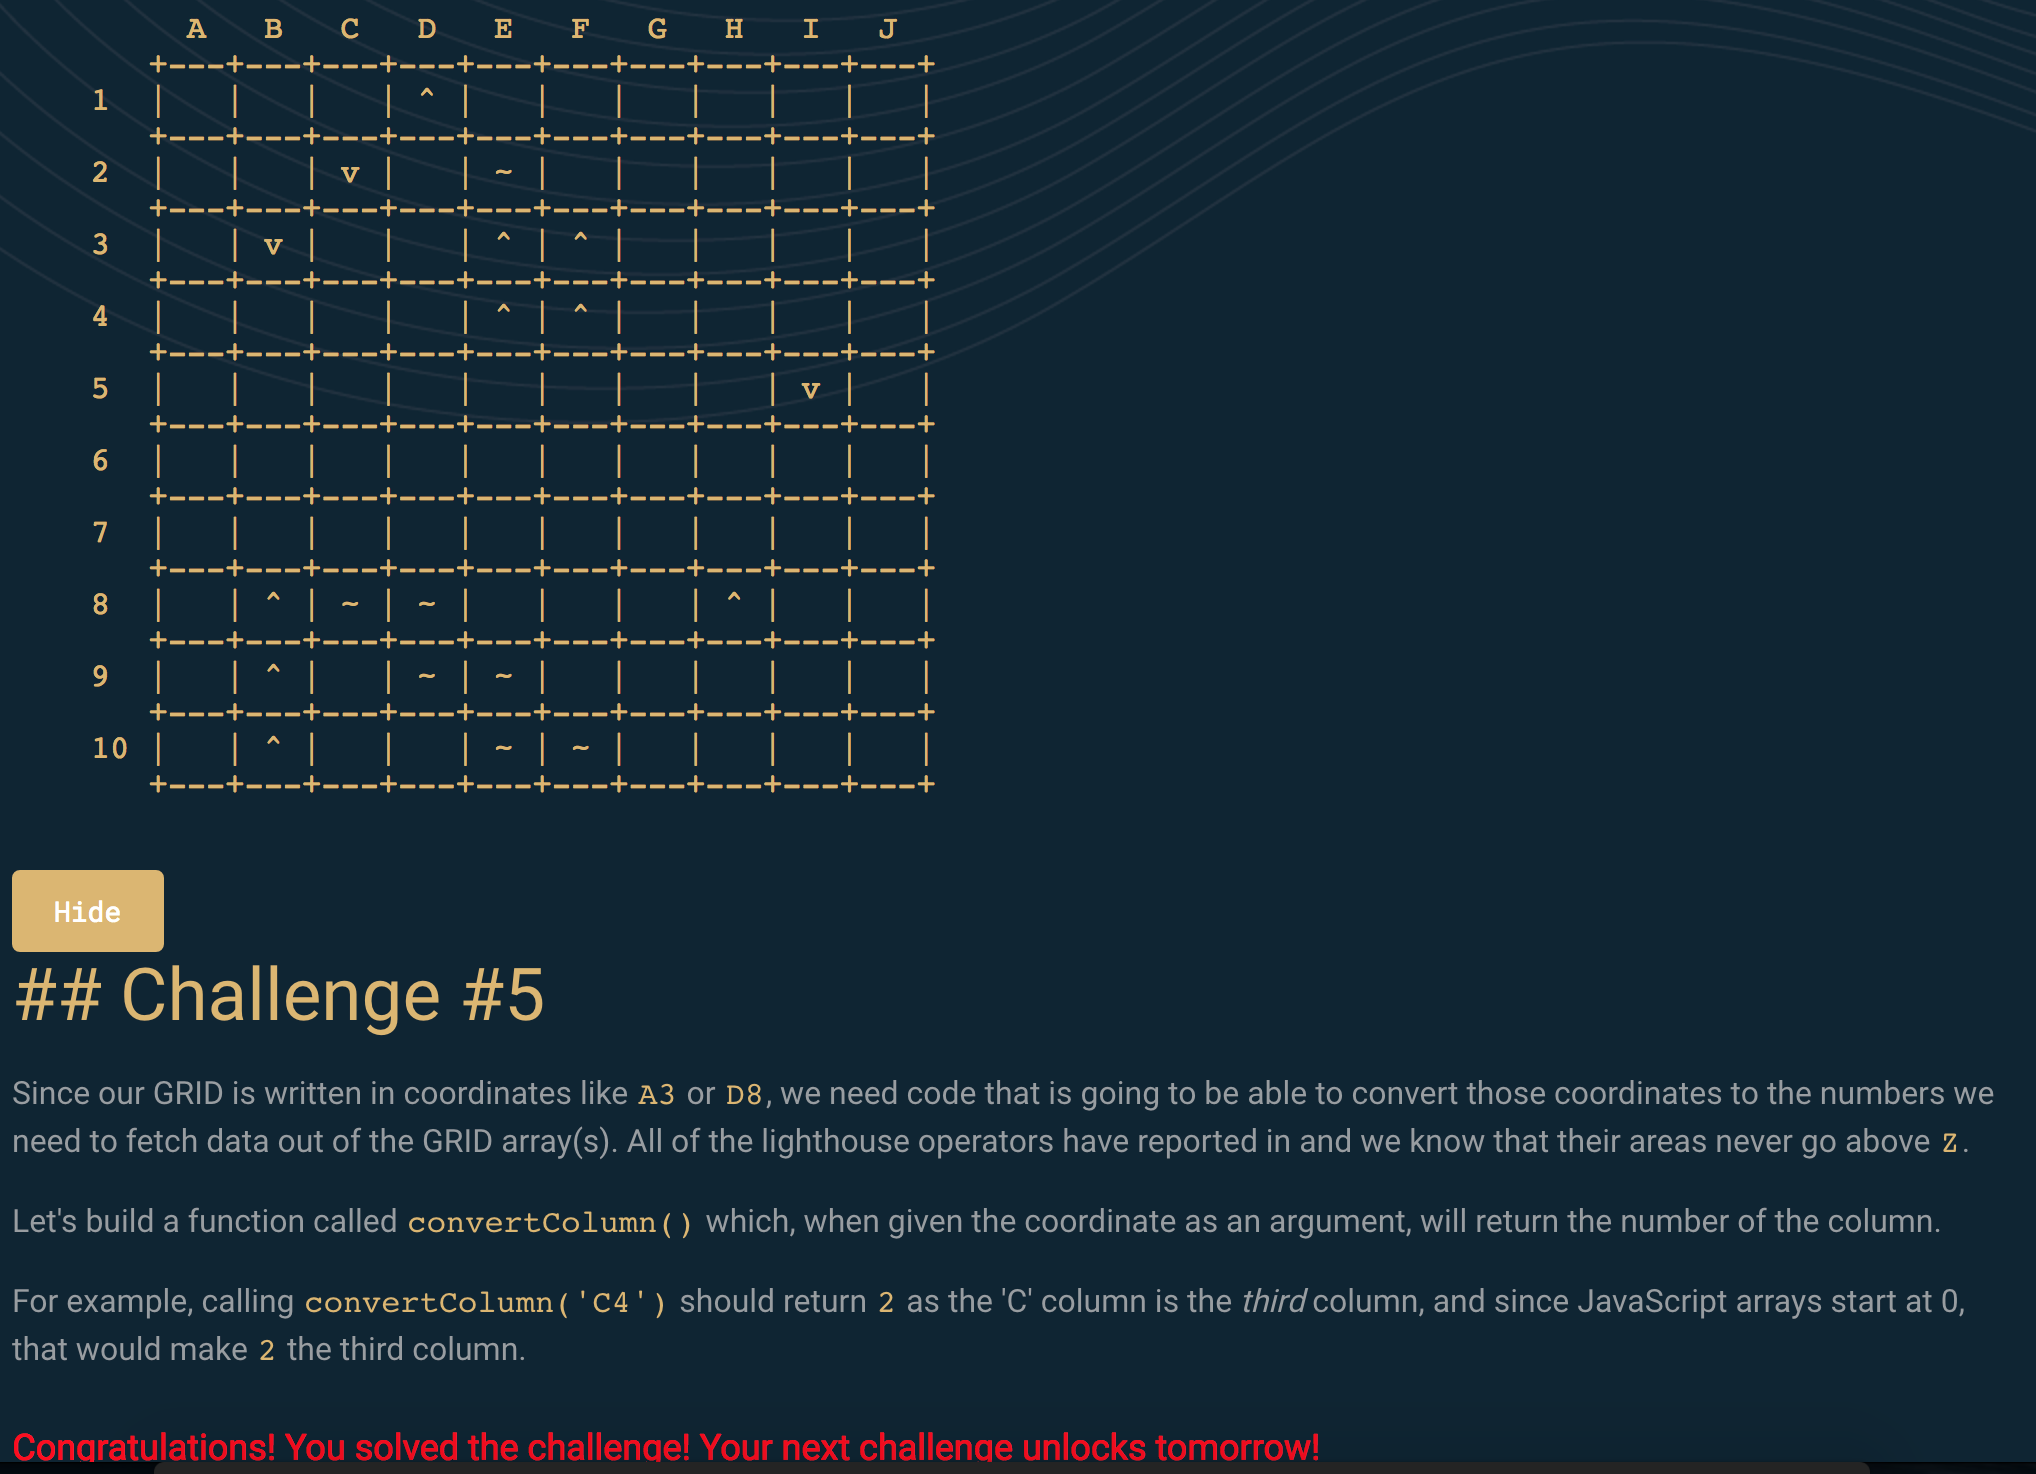 A B C D E F G H I J
+---+---+---+---+---+---+---+---+---+---+
1 |   |   |   | ^ |   |   |   |   |   |   |
+---+---+---+---+---+---+---+---+---+---+
2 |   |   | v |   | ~ |   |   |   |   |   |
+---+---+---+---+---+---+---+---+---+---+
3 |   | v |   |   | ^ | ^ |   |   |   |   |
+---+---+---+---+---+---+---+---+---+---+
4 |   |   |   |   | ^ | ^ |   |   |   |   |
+---+---+---+---+---+---+---+---+---+---+
5 |   |   |   |   |   |   |   |   | v |   |
+---+---+---+---+---+---+---+---+---+---+
6 |   |   |   |   |   |   |   |   |   |   |
+---+---+---+---+---+---+---+---+---+---+
7 |   |   |   |   |   |   |   |   |   |   |
+---+---+---+---+---+---+---+---+---+---+
8 |   | ^ | ~ | ~ |   |   |   | ^ |   |   |
+---+---+---+---+---+---+---+---+---+---+
9 |   | ^ |   | ~ | ~ |   |   |   |   |   |
+---+---+---+---+---+---+---+---+---+---+
10 |   | ^ |   |   | ~ | ~ |   |   |   |   |
+---+---+---+---+---+---+---+---+---+---+
Hide
## Challenge #5
Since our GRID is written in coordinates like A3 or D8, we need code that is going to be able to convert those coordinates to the numbers we
need to fetch data out of the GRID array(s). All of the lighthouse operators have reported in and we know that their areas never go above Z.
Let's build a function called convertColumn() which, when given the coordinate as an argument, will return the number of the column.
For example, calling convertColumn('C4') should return 2 as the 'C' column is the third column, and since JavaScript arrays start at 0,
that would make 2 the third column.
Congratulations! You solved the challenge! Your next challenge unlocks tomorrow!